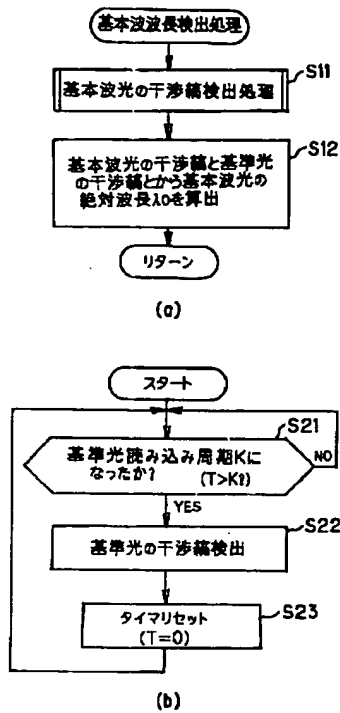 基本波波長検出処理
S11
基本波光の干渉縞検出処理
S12
基本波光の干渉縞と基準光
の干渉縞とから基本波光の
絶対波長λ0を算出
リターン
(a)
スタート
S21
基準光読み込み周期Kに
なったか? (T>K?)
NO
YES
S22
基準光の干渉縞検出
S23
タイマリセット
(T=0)
(b)